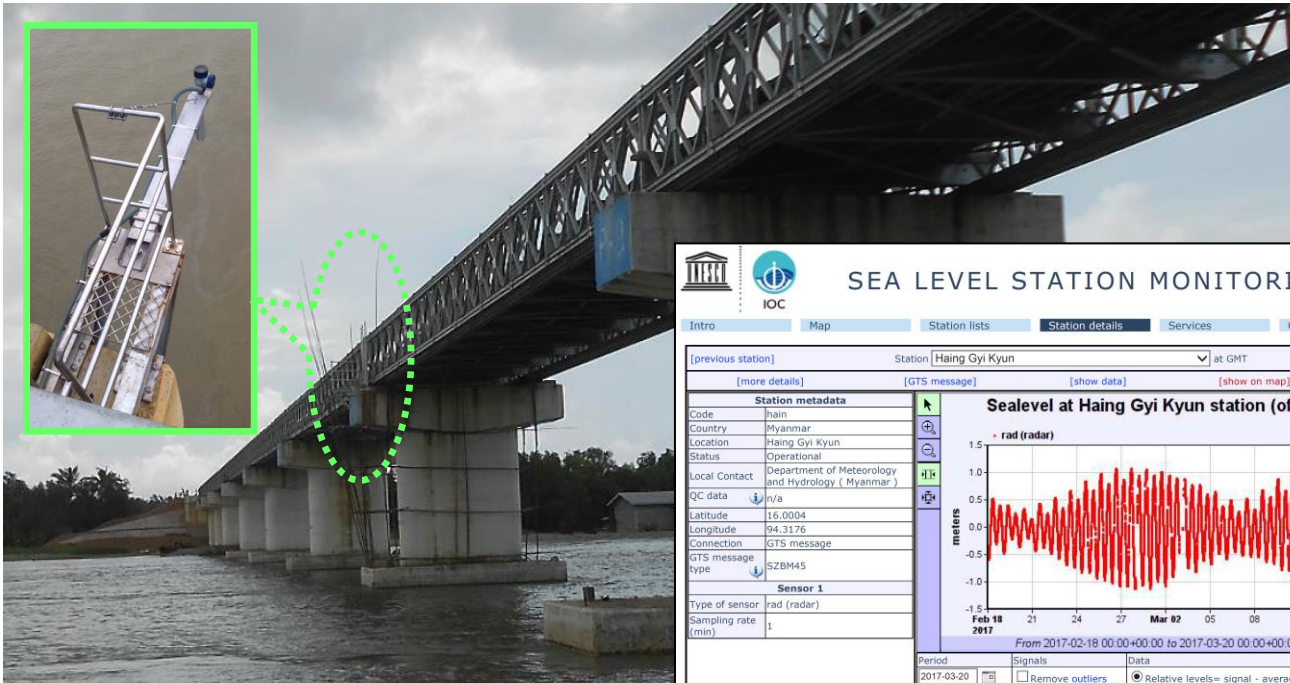 UNESCO
IOC
SEA LEVEL STATION MONITORI
Intro Map Station lists Station details Services
[previous station] Station Haing Gyi Kyun at GMT
[more details] [GTS message] [show data] [show on map]
Station metadata
Code hain
Country Myanmar
Location Haing Gyi Kyun
Status Operational
Local Contact Department of Meteorology
and Hydrology ( Myanmar )
QC data i n/a
Latitude 16.0004
Longitude 94.3176
Connection GTS message
GTS message
type i SZBM45
Sensor 1
Type of sensor rad (radar)
Sampling rate
(min) 1
Sealevel at Haing Gyi Kyun station (of
rad (radar)
1.5
1.0
0.5
0.0
-0.5
-1.0
-1.5
meters
Feb 18 21 24 27 Mar 02 05 08
2017
From 2017-02-18 00:00+00:00 to 2017-03-20 00:00+00:0
Period Signals Data
2017-03-20 Remove outliers Relative levels= signal - avera